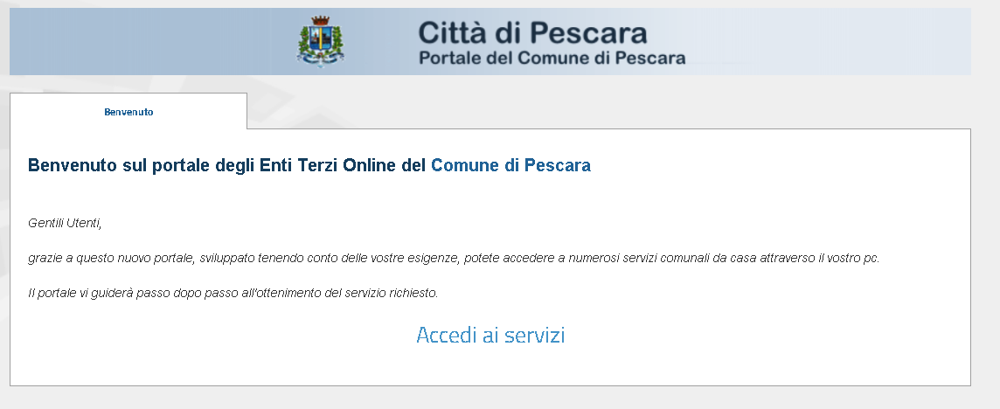 Città di Pescara
Portale del Comune di Pescara
Benvenuto
Benvenuto sul portale degli Enti Terzi Online del Comune di Pescara
Gentili Utenti,
grazie a questo nuovo portale, sviluppato tenendo conto delle vostre esigenze, potete accedere a numerosi servizi comunali da casa attraverso il vostro pc.
Il portale vi guiderà passo dopo passo all'ottenimento del servizio richiesto.
Accedi ai servizi